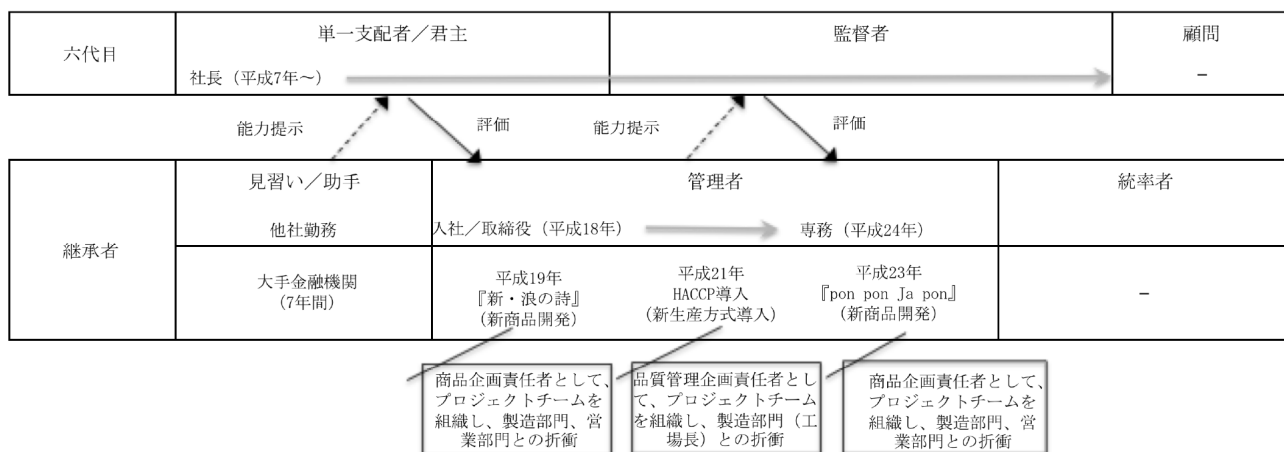 六代目
単一支配者／君主
監督者
顧問
社長（平成7年～）
－
能力提示
評価
能力提示
評価
継承者
見習い／助手
管理者
統率者
他社勤務
入社／取締役（平成18年）
専務（平成24年）
大手金融機関
（7年間）
平成19年
『新・浪の詩』
（新商品開発）
平成21年
HACCP導入
（新生産方式導入）
平成23年
『pon pon Ja pon』
（新商品開発）
－
商品企画責任者として、
プロジェクトチームを
組織し、製造部門、営
業部門との折衝
品質管理企画責任者とし
て、プロジェクトチーム
を組織し、製造部門（工
場長）との折衝
商品企画責任者として、
プロジェクトチームを
組織し、製造部門、営
業部門との折衝